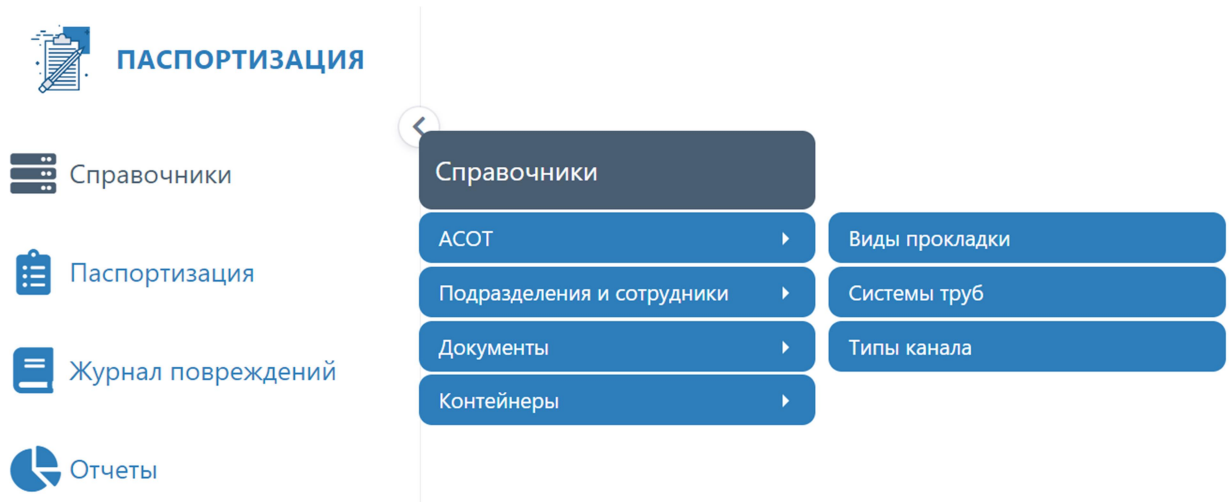 ПАСПОРТИЗАЦИЯ
Справочники
Паспортизация
Журнал повреждений
Отчеты
Справочники
АСОТ
Подразделения и сотрудники
Документы
Контейнеры
Виды прокладки
Системы труб
Типы канала